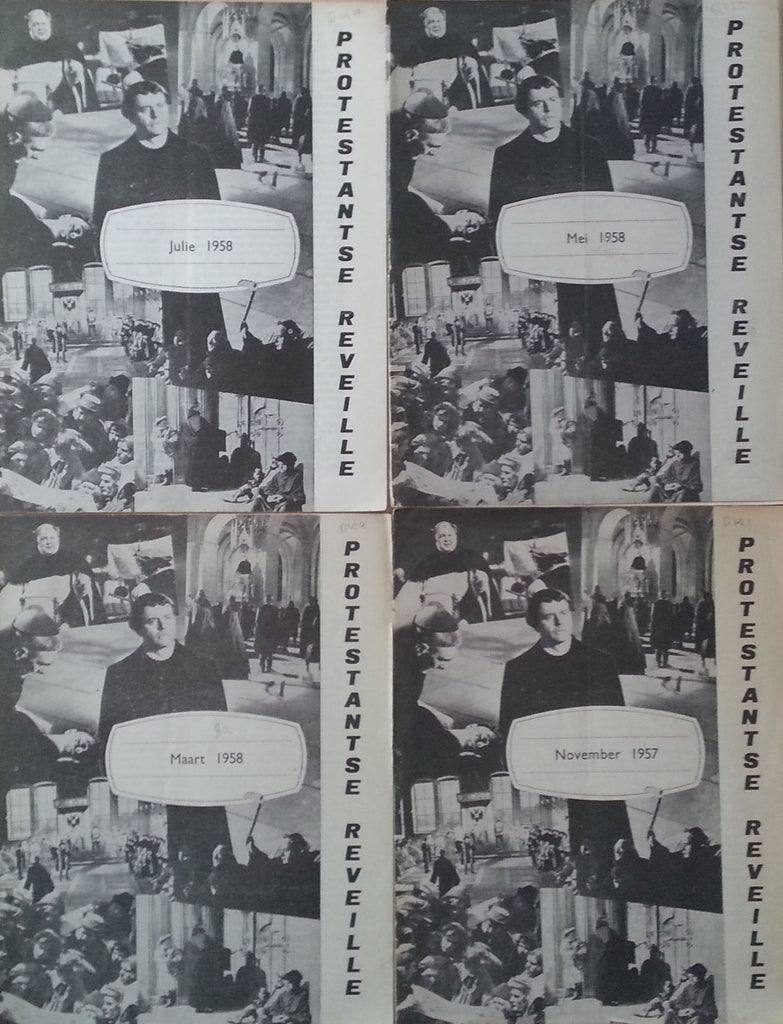 PROTESTANTSE REVEILLE
Julie 1958
PROTESTANTSE REVEILLE
Mei 1958
PROTESTANTSE REVEILLE
Maart 1958
PROTESTANTSE REVEILLE
November 1957